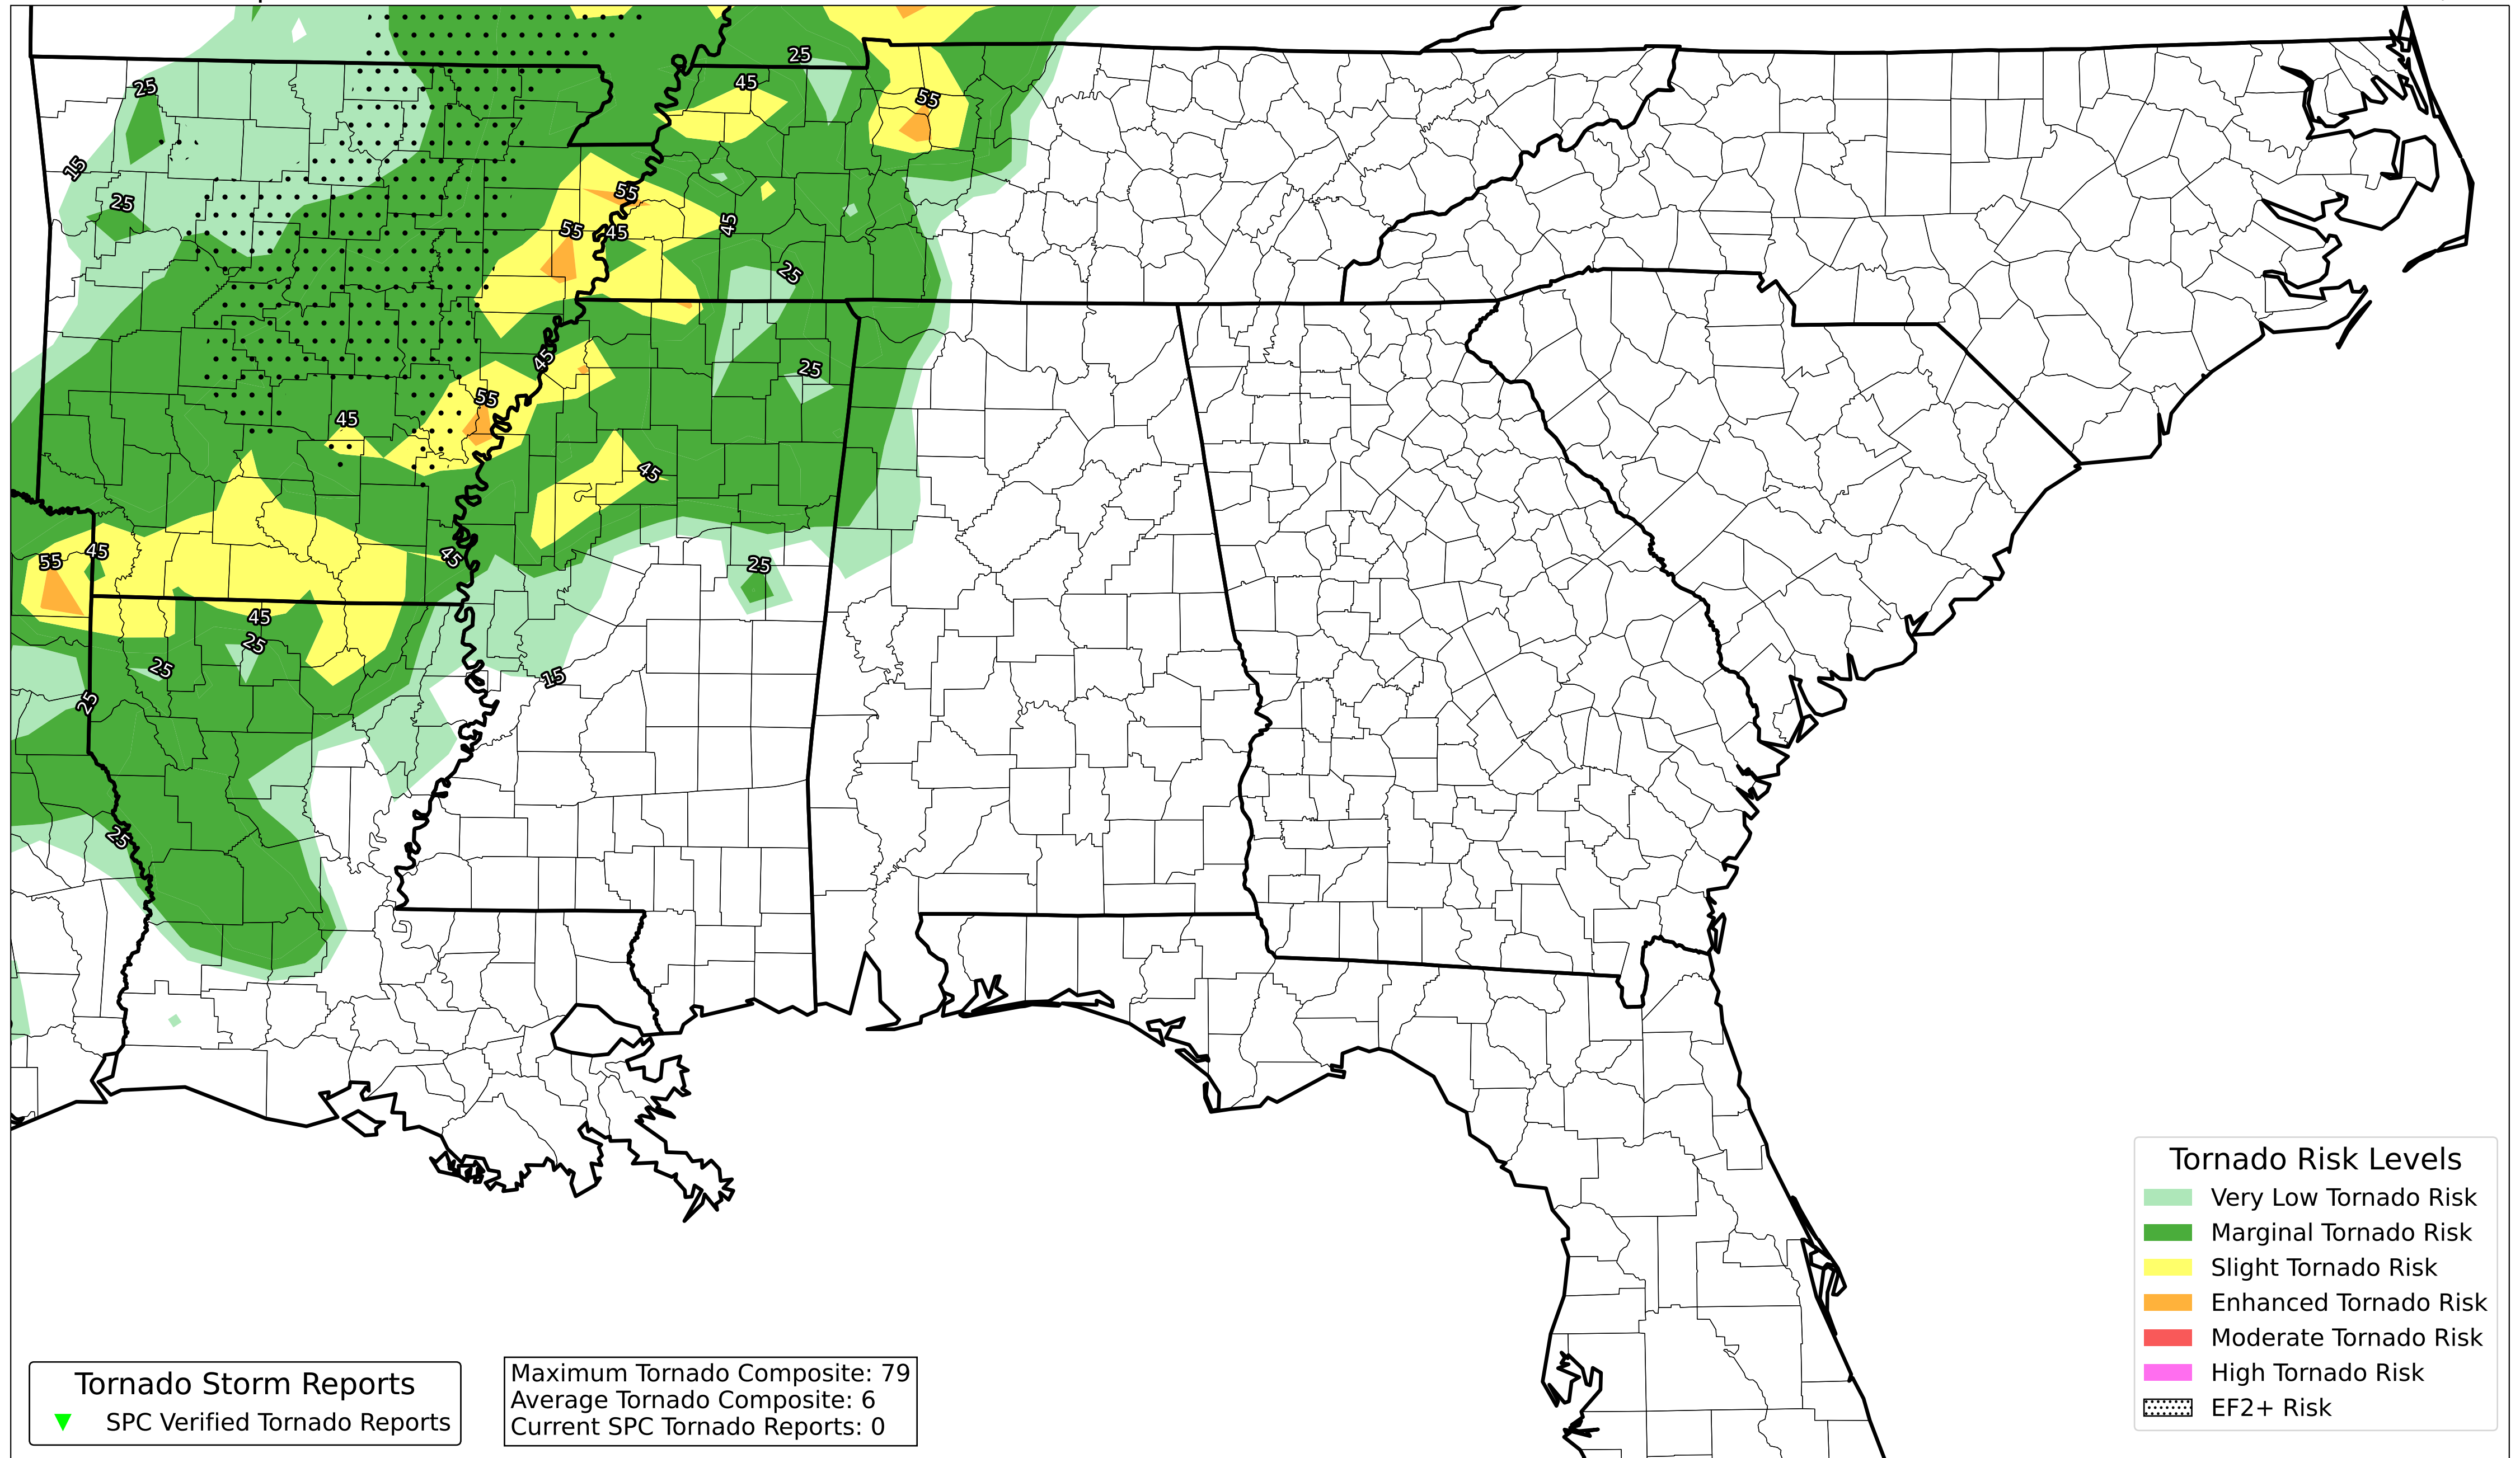 25
45
55
25
15
25
55
45
55
45
25
45
25
55
45
45
45
55
45
25
45
25
25
15
25
25
Tornado Risk Levels
Very Low Tornado Risk
Marginal Tornado Risk
Slight Tornado Risk
Enhanced Tornado Risk
Moderate Tornado Risk
High Tornado Risk
EF2+ Risk
Tornado Storm Reports
SPC Verified Tornado Reports
Maximum Tornado Composite: 79
Average Tornado Composite: 6
Current SPC Tornado Reports: 0